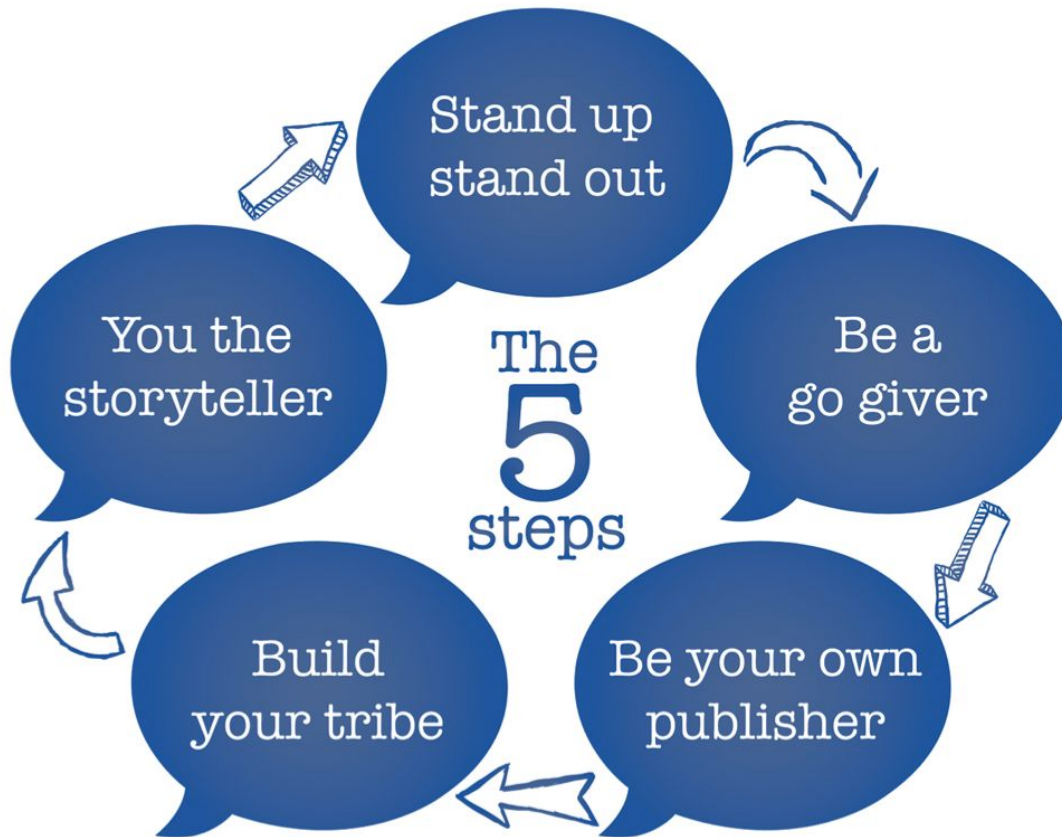 Stand up
stand out
Be a
go giver
Be your own
publisher
Build
your tribe
You the
storyteller
The
5
steps